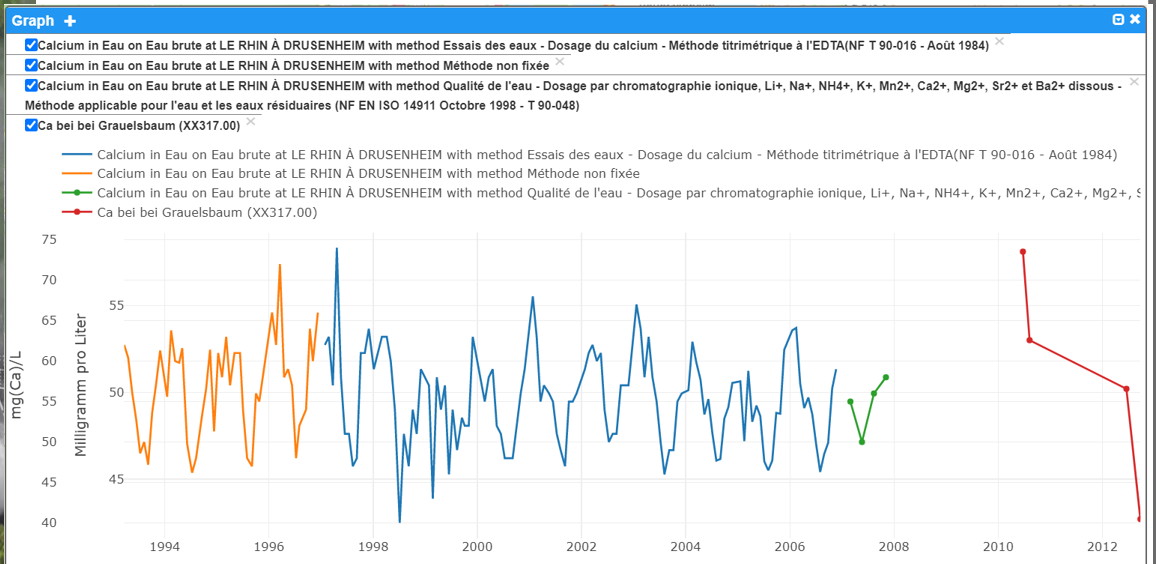 Graph +
Calcium in Eau on Eau brute at LE RHIN À DRUSENHEIM with method Essais des eaux - Dosage du calcium - Méthode titrimétrique à l'EDTA(NF T 90-016 - Août 1984)
Calcium in Eau on Eau brute at LE RHIN À DRUSENHEIM with method Méthode non fixée
Calcium in Eau on Eau brute at LE RHIN À DRUSENHEIM with method Qualité de l'eau - Dosage par chromatographie ionique, Li+, Na+, NH4+, K+, Mn2+, Ca2+, Mg2+, Sr2+ et Ba2+ dissous -
Méthode applicable pour l'eau et les eaux résiduaires (NF EN ISO 14911 Octobre 1998 - T 90-048)
Ca bei bei Grauelsbaum (XX317.00)
Calcium in Eau on Eau brute at LE RHIN À DRUSENHEIM with method Essais des eaux - Dosage du calcium - Méthode titrimétrique à l'EDTA(NF T 90-016 - Août 1984)
Calcium in Eau on Eau brute at LE RHIN À DRUSENHEIM with method Méthode non fixée
Calcium in Eau on Eau brute at LE RHIN À DRUSENHEIM with method Qualité de l'eau - Dosage par chromatographie ionique, Li+, Na+, NH4+, K+, Mn2+, Ca2+, Mg2+, S
Ca bei bei Grauelsbaum (XX317.00)
mg(Ca)/L
75
70
65
60
55
50
45
40
Milligramm pro Liter
55
50
45
1994 1996 1998 2000 2002 2004 2006 2008 2010 2012